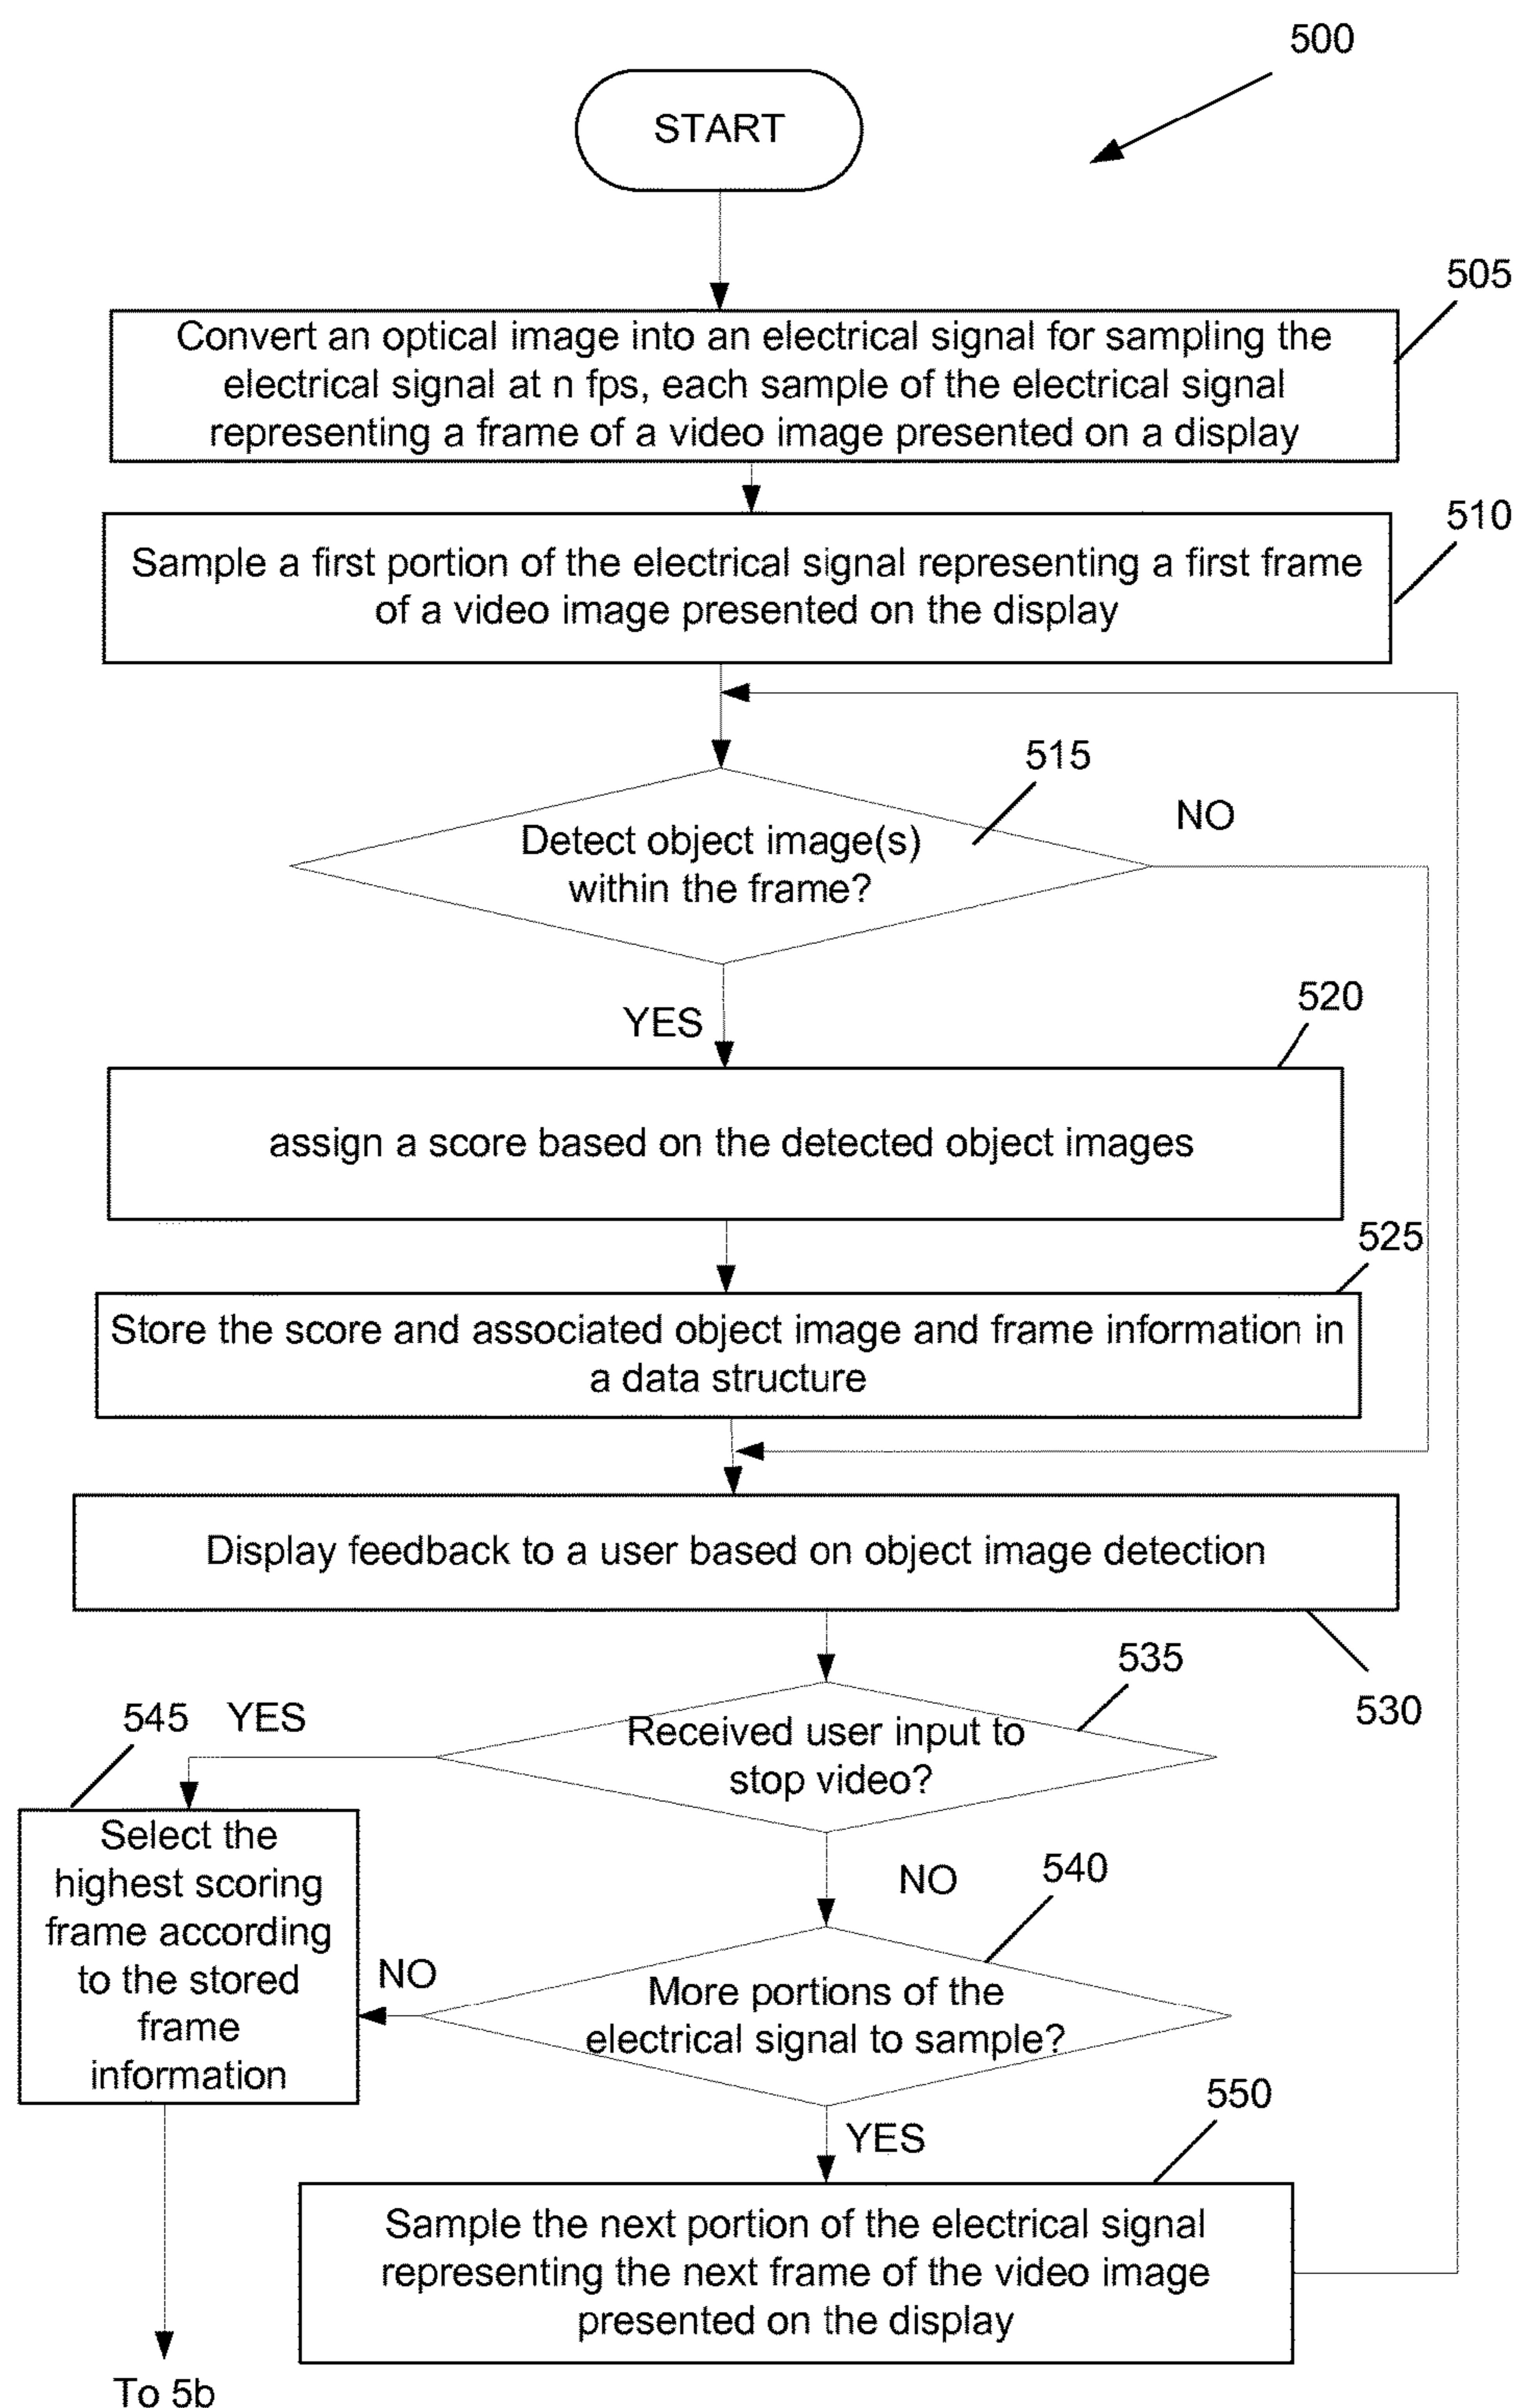 500
START
505
Convert an optical image into an electrical signal for sampling the
electrical signal at n fps, each sample of the electrical signal
representing a frame of a video image presented on a display
510
Sample a first portion of the electrical signal representing a first frame
of a video image presented on the display
515
NO
Detect object image(s)
within the frame?
YES
520
assign a score based on the detected object images
525
Store the score and associated object image and frame information in
a data structure
Display feedback to a user based on object image detection
530
535
545
YES
Received user input to
stop video?
Select the
highest scoring
frame according
to the stored
frame
information
NO
540
NO
More portions of the
electrical signal to sample?
YES
550
Sample the next portion of the electrical signal
representing the next frame of the video image
presented on the display
To 5b